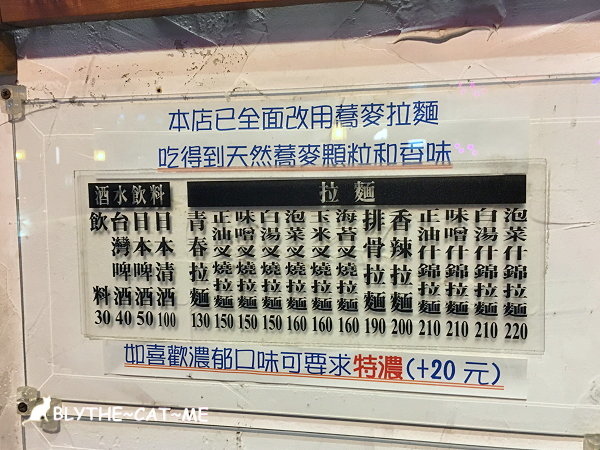 本店已全面改用蕎麥拉麵
吃得到天然蕎麥顆粒和香味
酒水飲料
飲料 30
台灣啤酒 40
日本啤酒 50
日本清酒 100
拉麵
青春拉麵 130
正油叉燒拉麵 150
味噌叉燒拉麵 150
白湯叉燒拉麵 150
泡菜叉燒拉麵 160
玉米叉燒拉麵 160
海苔叉燒拉麵 160
排骨拉麵 190
香辣拉麵 200
正油什錦拉麵 210
味噌什錦拉麵 210
白湯什錦拉麵 210
泡菜什錦拉麵 220
如喜歡濃郁口味可要求特濃(+20元)
BLYTHE~CAT~ME